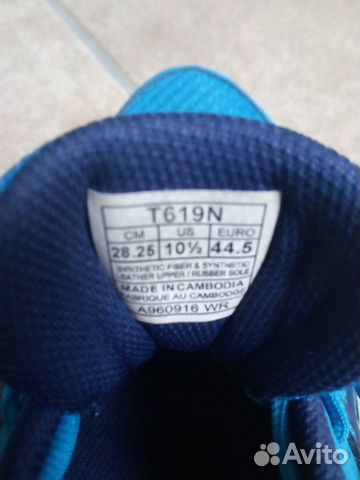 T619N
CM US EURO
28.25 10½ 44.5
SYNTHETIC FIBER & SYNTHETIC
LEATHER UPPER / RUBBER SOLE
MADE IN CAMBODIA
FABRIQUE AU CAMBODGE
A960916 WR
Avito